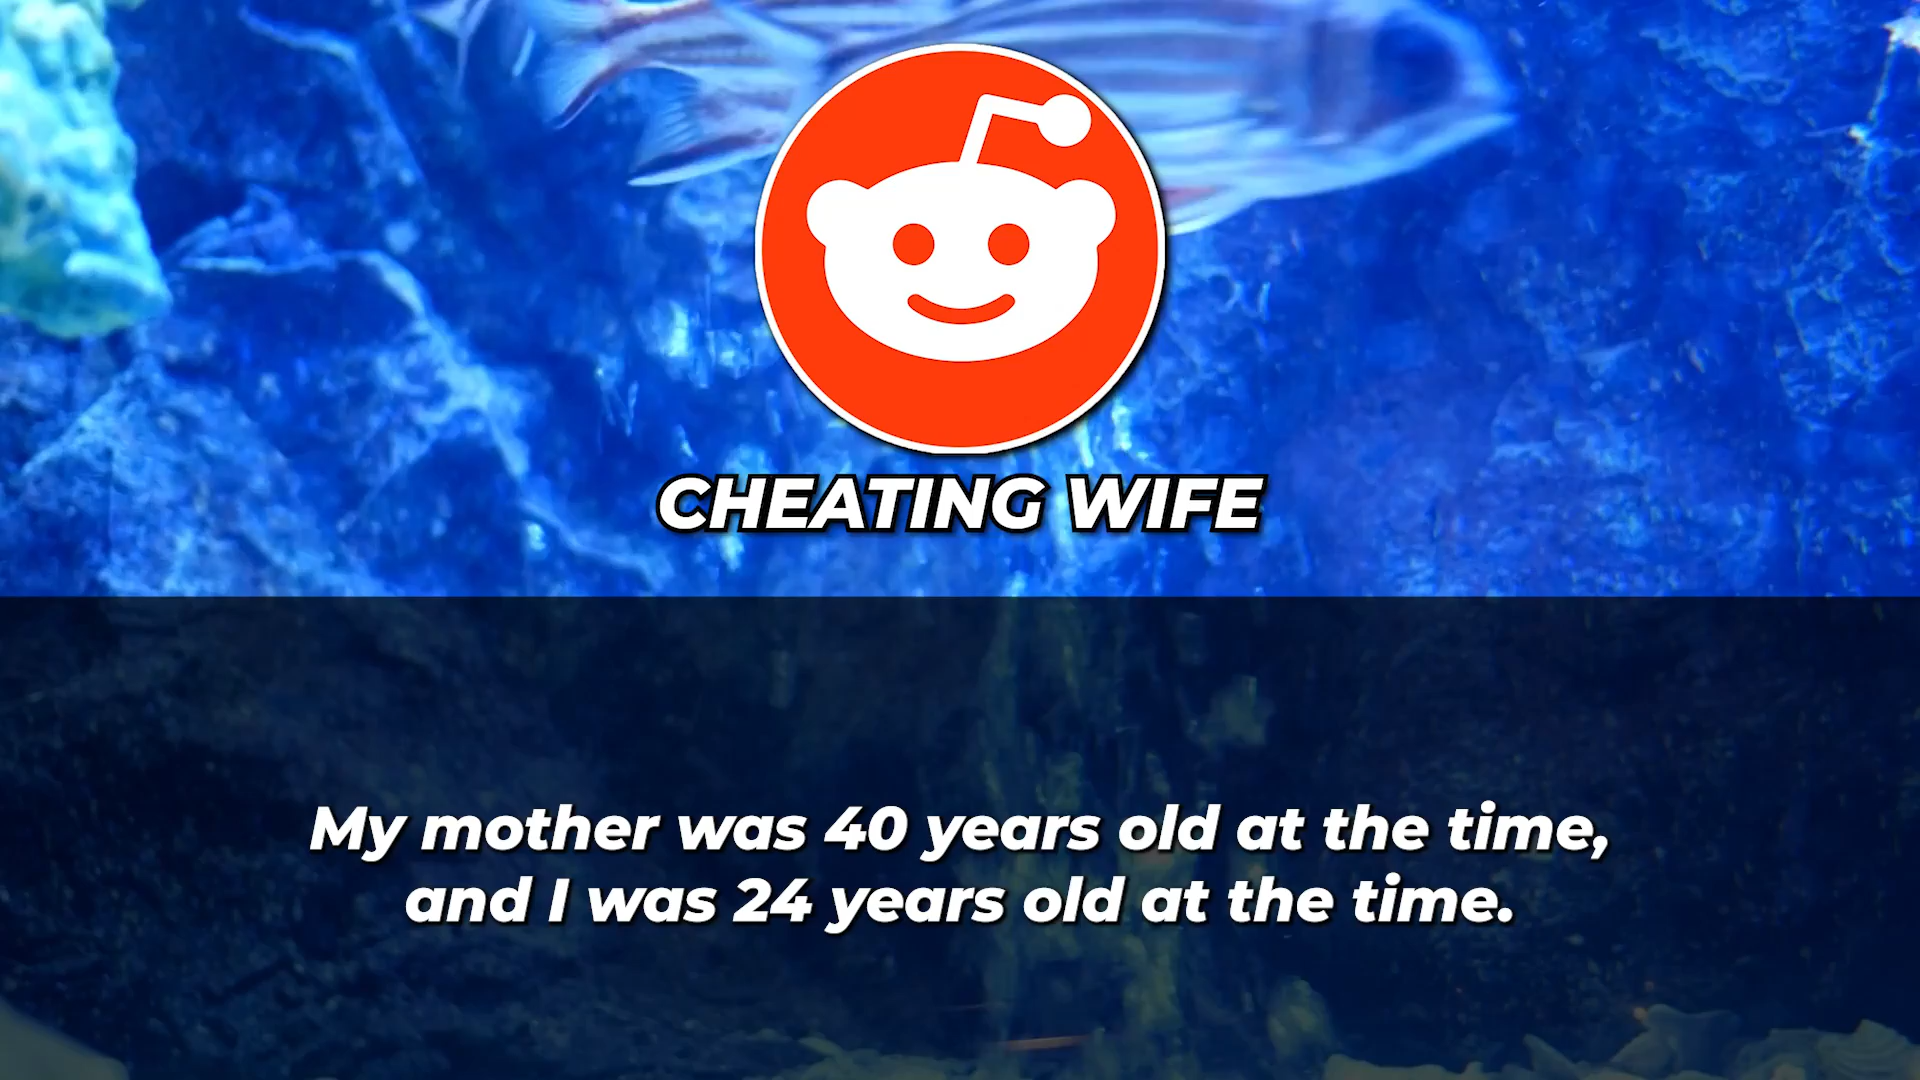 CHEATING WIFE
My mother was 40 years old at the time,
and I was 24 years old at the time.